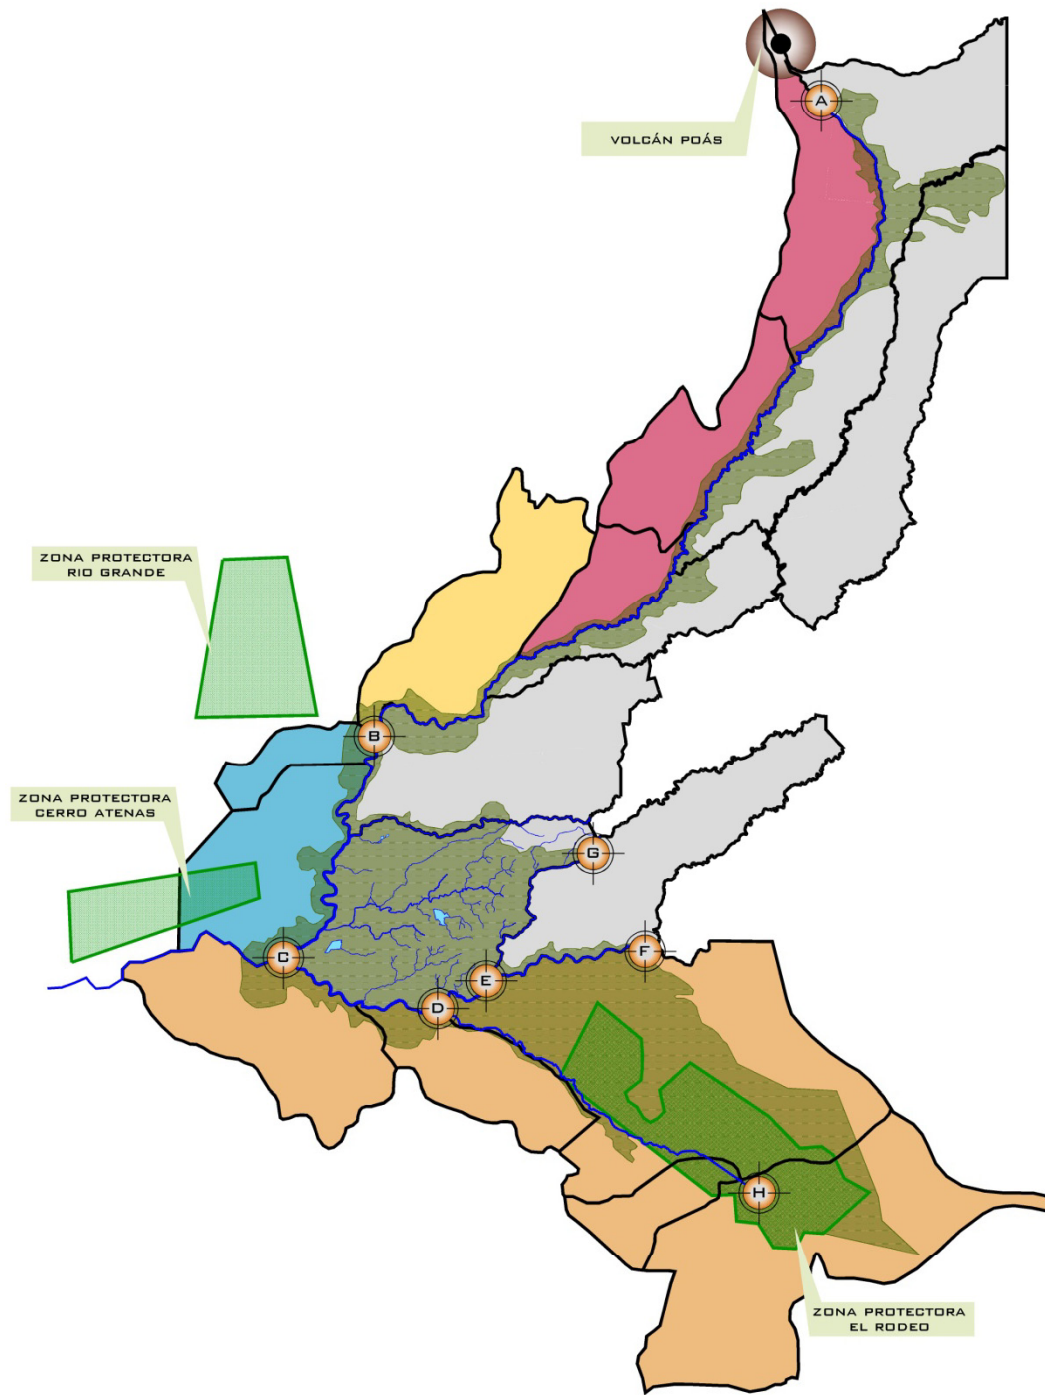 A
VOLCÁN POÁS
ZONA PROTECTORA
RIO GRANDE
B
ZONA PROTECTORA
CERRO ATENAS
G
F
C
E
D
H
ZONA PROTECTORA
EL RODEO